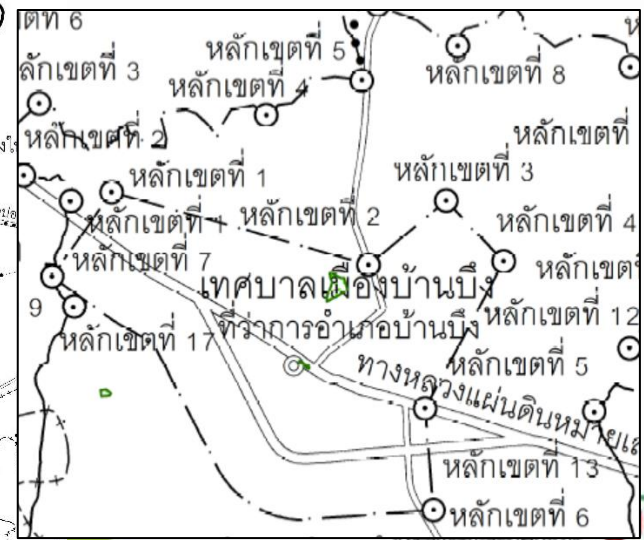 หลักเขตที่ 5
หลักเขตที่ 3
หลักเขตที่ 8
หลักเขตที่ 4
หลักเขตที่
หลักเขตที่ 2
หลักเขตที่ 3
หลักเขตที่ 1
หลักเขตที่ 2
หลักเขตที่ 1
หลักเขตที่ 4
หลักเขตที่ 7
เทศบาลเมืองบ้านบึง
9
หลักเขตที่ 12
ที่ว่าการอำเภอบ้านบึง
หลักเขตที่ 17
หลักเขตที่ 5
ทางหลวงแผ่นดินหมายเล
หลักเขตที่ 13
หลักเขตที่ 6